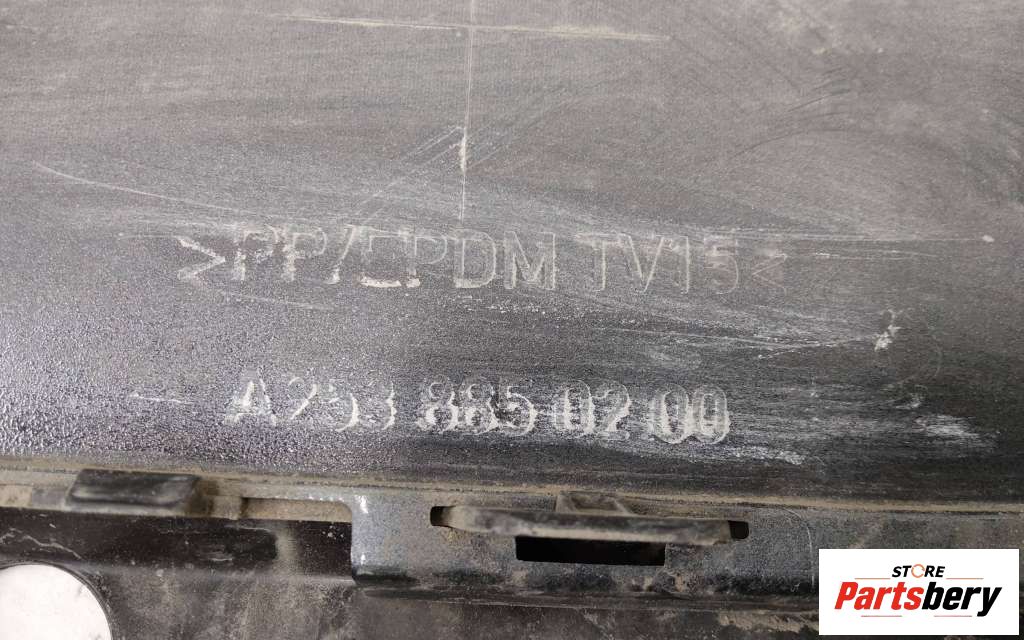 >PP/EPDM TV15<
A253 885 02 00
STORE
Partsbery